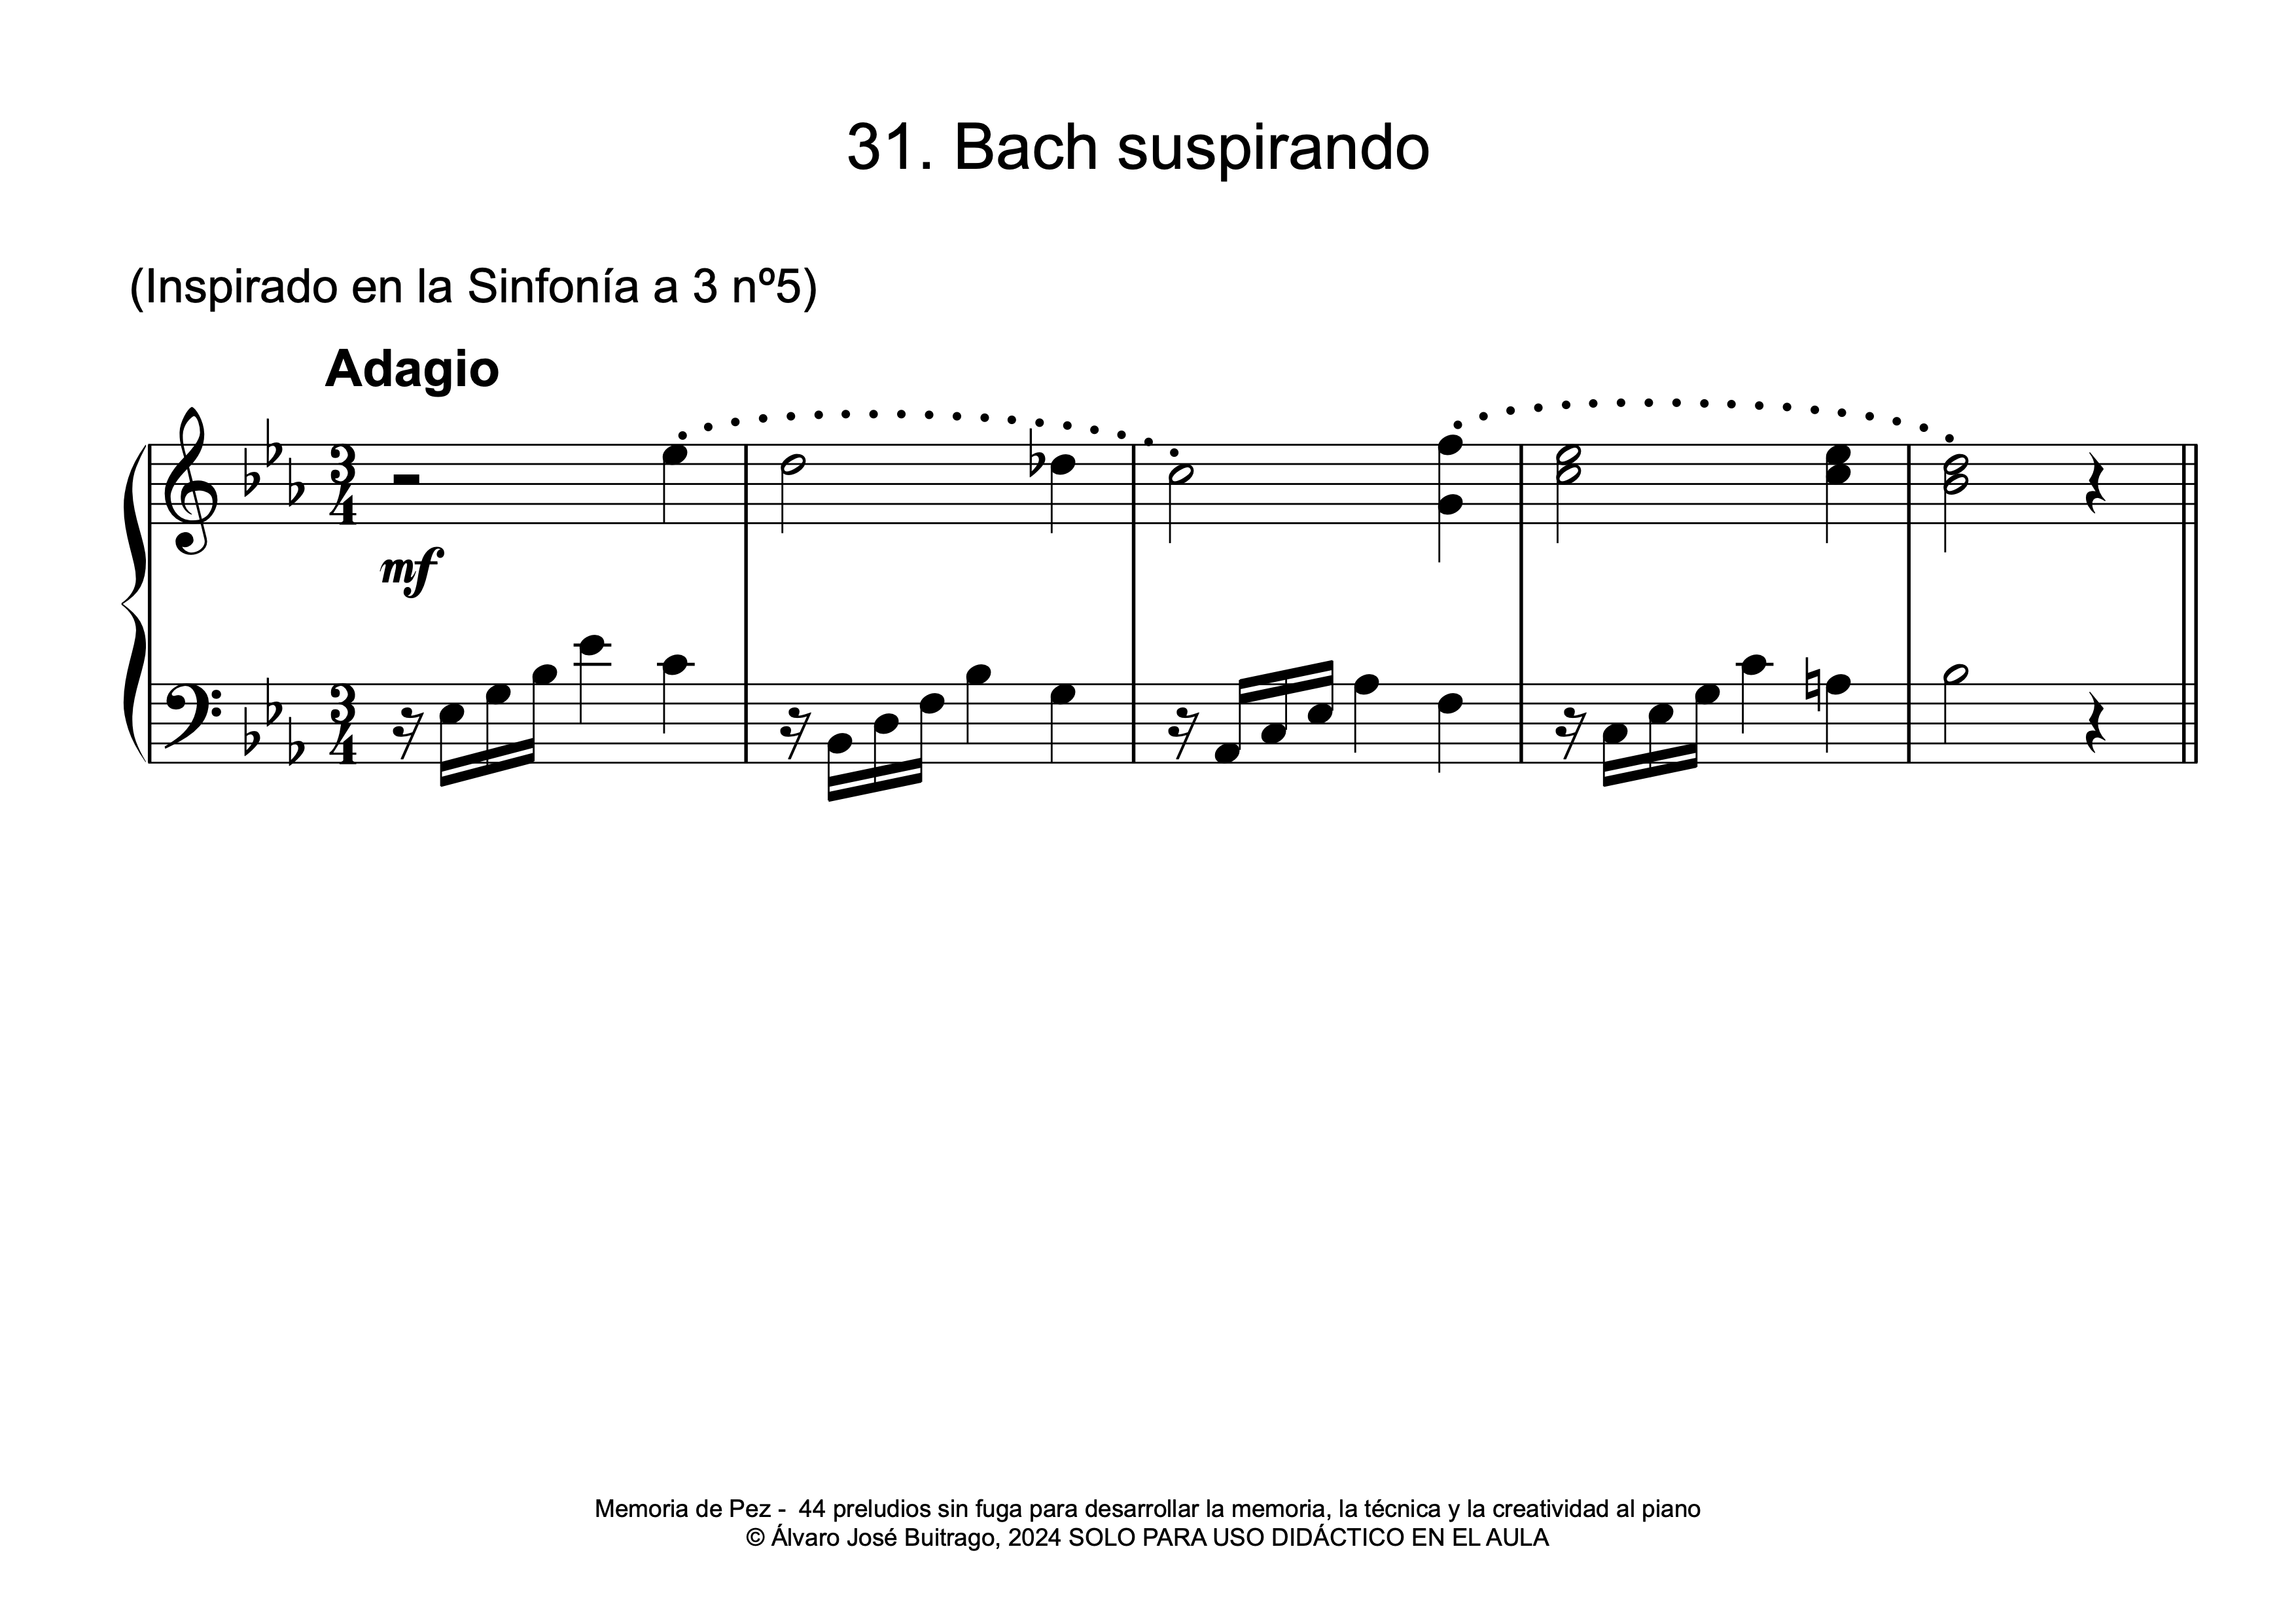 31. Bach suspirando
(Inspirado en la Sinfonía a 3 nº5)
Adagio
3
4
mf
3
4
Memoria de Pez - 44 preludios sin fuga para desarrollar la memoria, la técnica y la creatividad al piano
© Álvaro José Buitrago, 2024 SOLO PARA USO DIDÁCTICO EN EL AULA